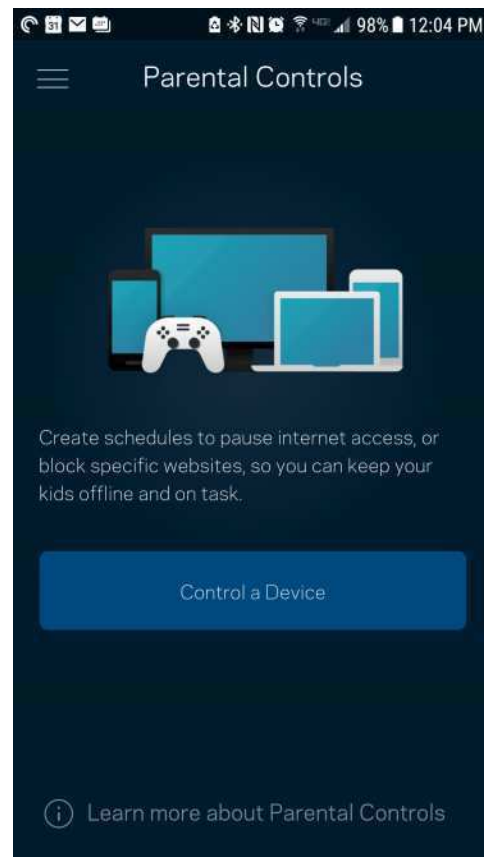 31 98% 12:04 PM
Parental Controls
Create schedules to pause internet access, or
block specific websites, so you can keep your
kids offline and on task.
Control a Device
i Learn more about Parental Controls